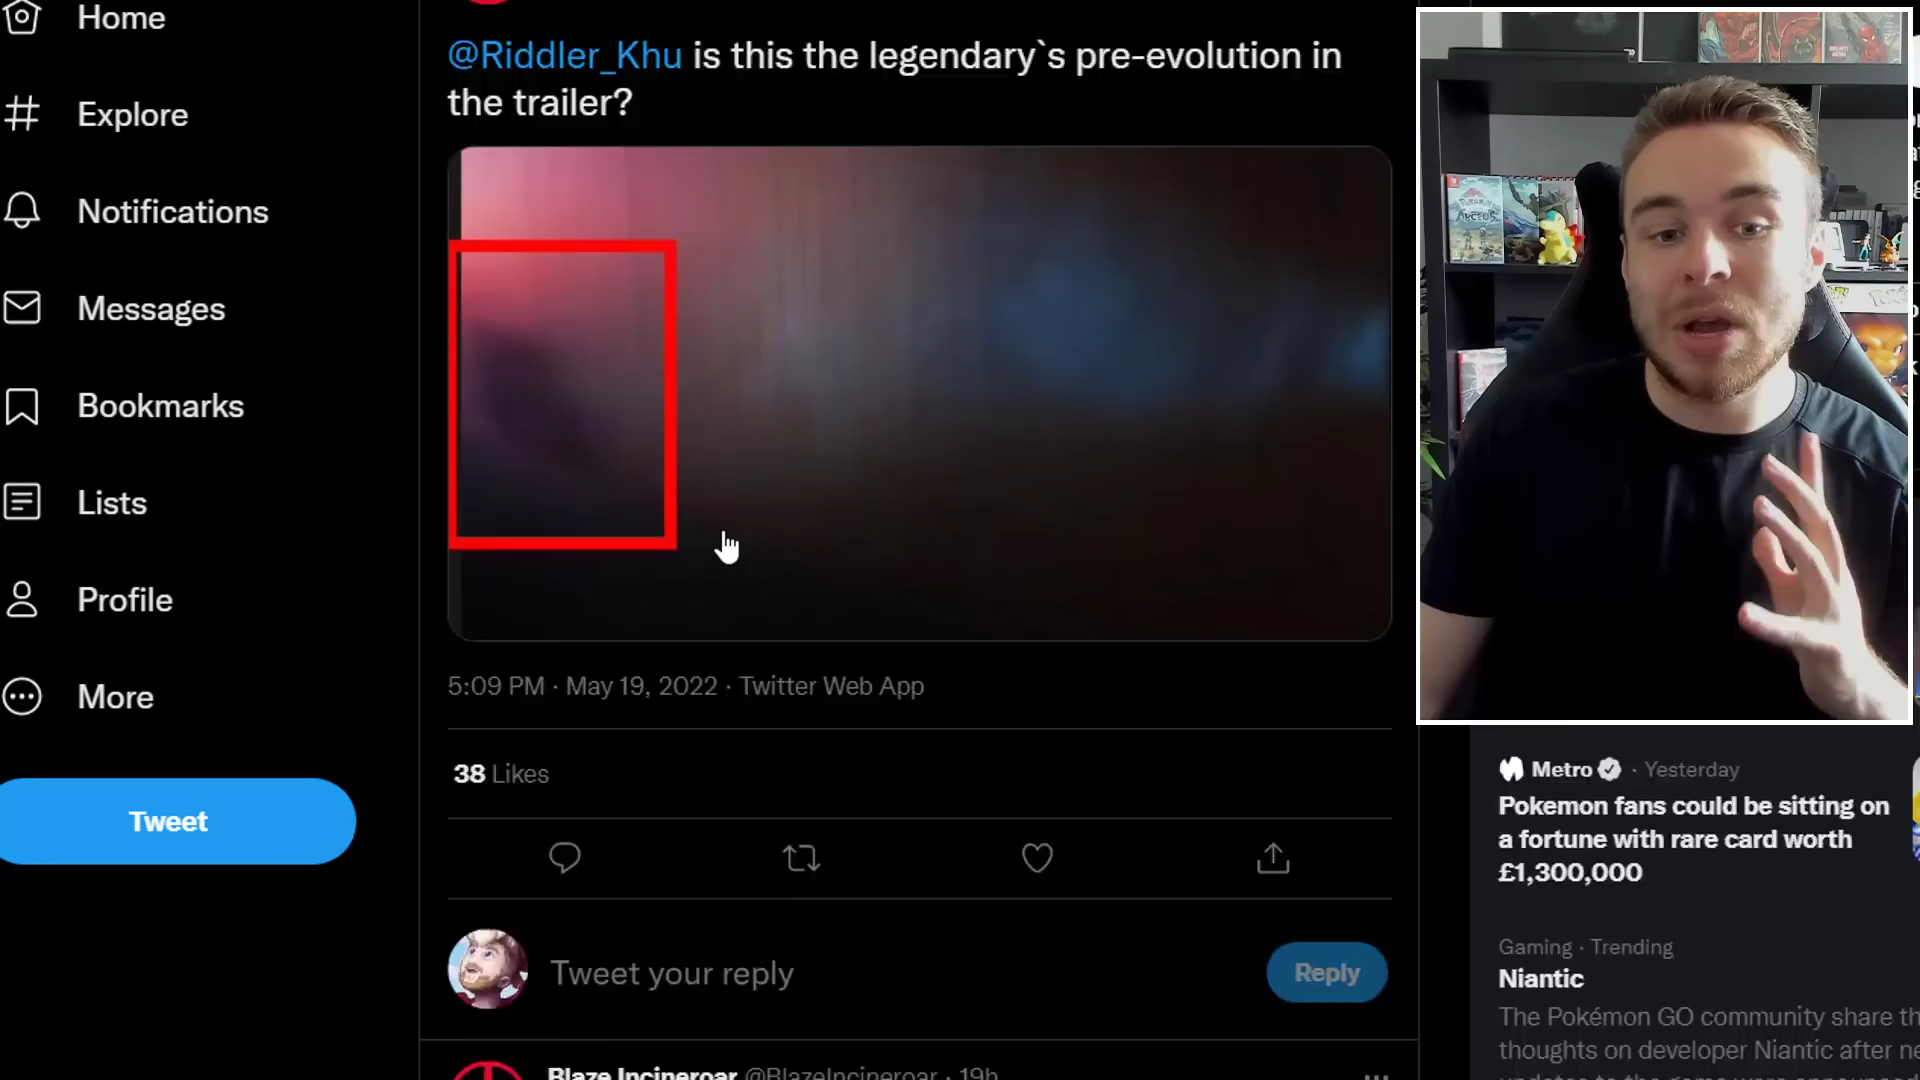 Home
Explore
Notifications
Messages
Bookmarks
Lists
Profile
More
Tweet
@Riddler_Khu is this the legendary`s pre-evolution in
the trailer?
5:09 PM · May 19, 2022 · Twitter Web App
38 Likes
Tweet your reply
Reply
Blaze Incineroar @BlazeIncineroar · 19h
POKÉMON
ARCEUS
Metro · Yesterday
Pokemon fans could be sitting on
a fortune with rare card worth
£1,300,000
Gaming · Trending
Niantic
The Pokémon GO community share th
thoughts on developer Niantic after ne